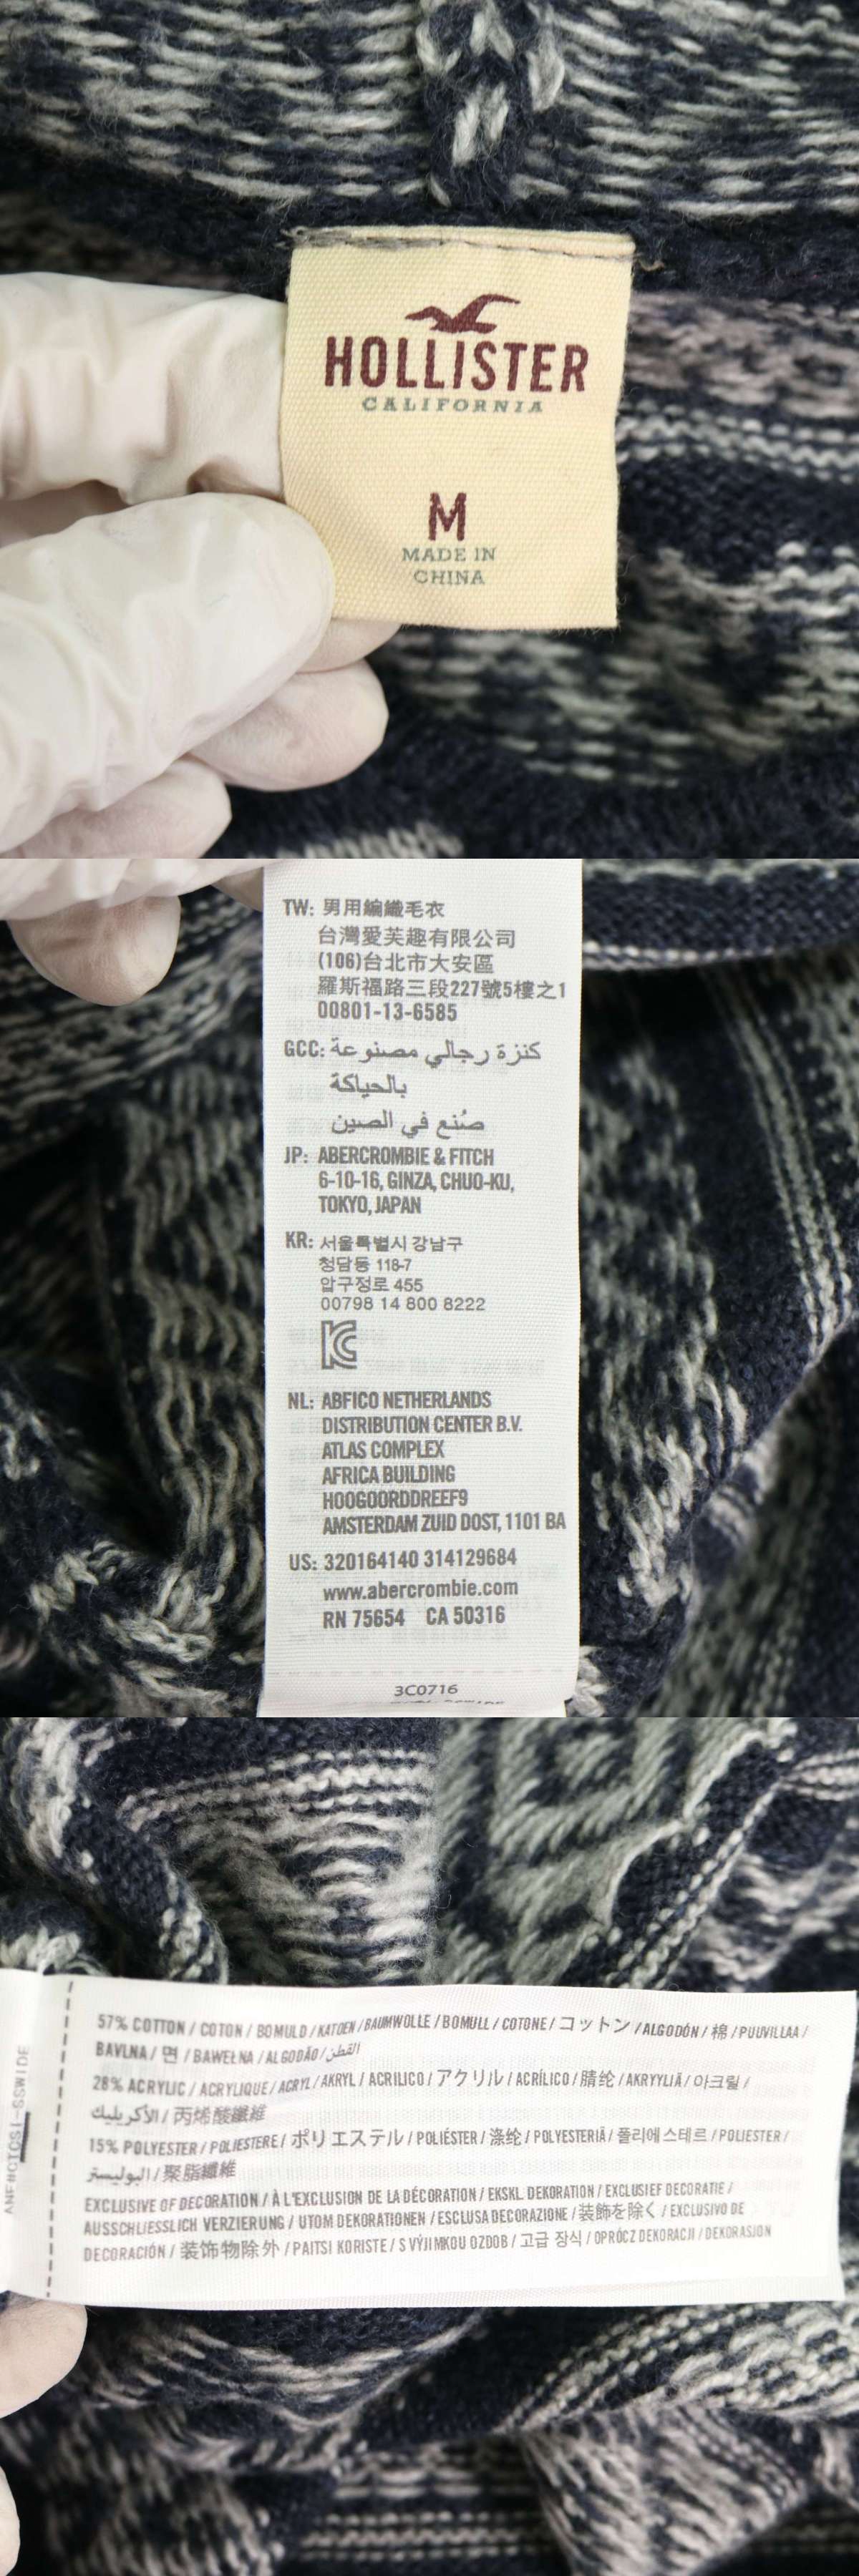 HOLLISTER
CALIFORNIA
M
MADE IN
CHINA
TW: 男用編織毛衣
台灣愛芙趣有限公司
(106)台北市大安區
羅斯福路三段227號5樓之1
00801-13-6585
GCC: كنزة رجالي مصنوعة
بالحياكة
صُنع في الصين
JP: ABERCROMBIE & FITCH
6-10-16, GINZA, CHUO-KU,
TOKYO, JAPAN
KR: 서울특별시 강남구
청담동 118-7
압구정로 455
00798 14 800 8222
NL: ABFICO NETHERLANDS
DISTRIBUTION CENTER B.V.
ATLAS COMPLEX
AFRICA BUILDING
HOOGOORDDREEF9
AMSTERDAM ZUID DOST, 1101 BA
US: 320164140 314129684
www.abercrombie.com
RN 75654 CA 50316
3C0716
57% COTTON / COTON / BOMULD / KATOEN / BAUMWOLLE / BOMULL / COTONE / コットン / ALGODÓN / 棉 / PUUVILLAA /
BAVLNA / 면 / BAWEŁNA / ALGODÃO / القطن
28% ACRYLIC / ACRYLIQUE / ACRYL / AKRYL / ACRILICO / アクリル / ACRÍLICO / 腈纶 / AKRYYLIÄ / 아크릴 /
الأكريليك / 丙烯酸纖維
15% POLYESTER / POLIESTERE / ポリエステル / POLIÉSTER / 涤纶 / POLYESTERIÄ / 폴리에스테르 / POLIESTER /
البوليستر / 聚脂纖維
EXCLUSIVE OF DECORATION / À L'EXCLUSION DE LA DÉCORATION / EKSKL. DEKORATION / EXCLUSIEF DECORATIE /
AUSSCHLIESSLICH VERZIERUNG / UTOM DEKORATIONEN / ESCLUSA DECORAZIONE / 装飾を除く / EXCLUSIVO DE
DECORACIÓN / 装饰物除外 / PAITSI KORISTE / S VÝJIMKOU OZDOB / 고급 장식 / OPRÓCZ DEKORACJI / DEKORASJON